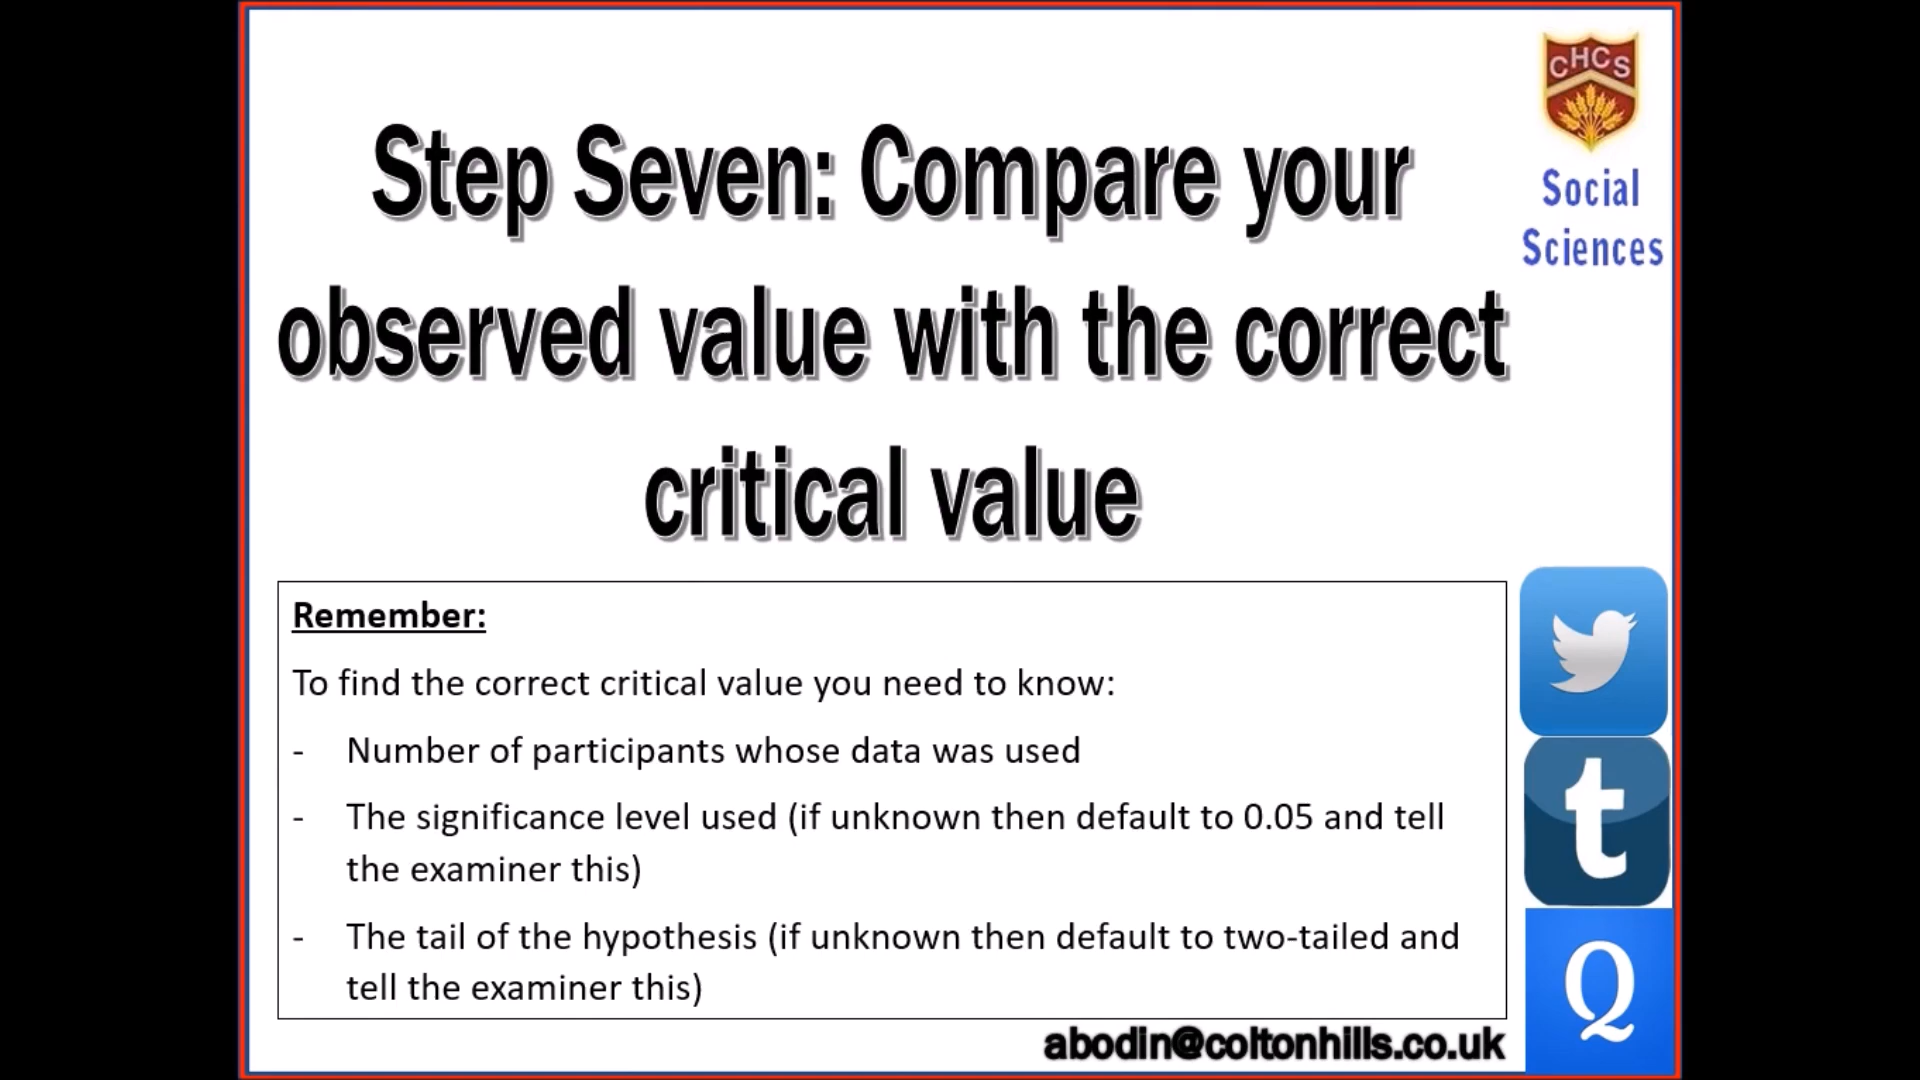 CHCS
Social
Sciences
Step Seven: Compare your
observed value with the correct
critical value
Remember:
To find the correct critical value you need to know:
- Number of participants whose data was used
- The significance level used (if unknown then default to 0.05 and tell
the examiner this)
- The tail of the hypothesis (if unknown then default to two-tailed and
tell the examiner this)
t
Q
abodin@coltonhills.co.uk